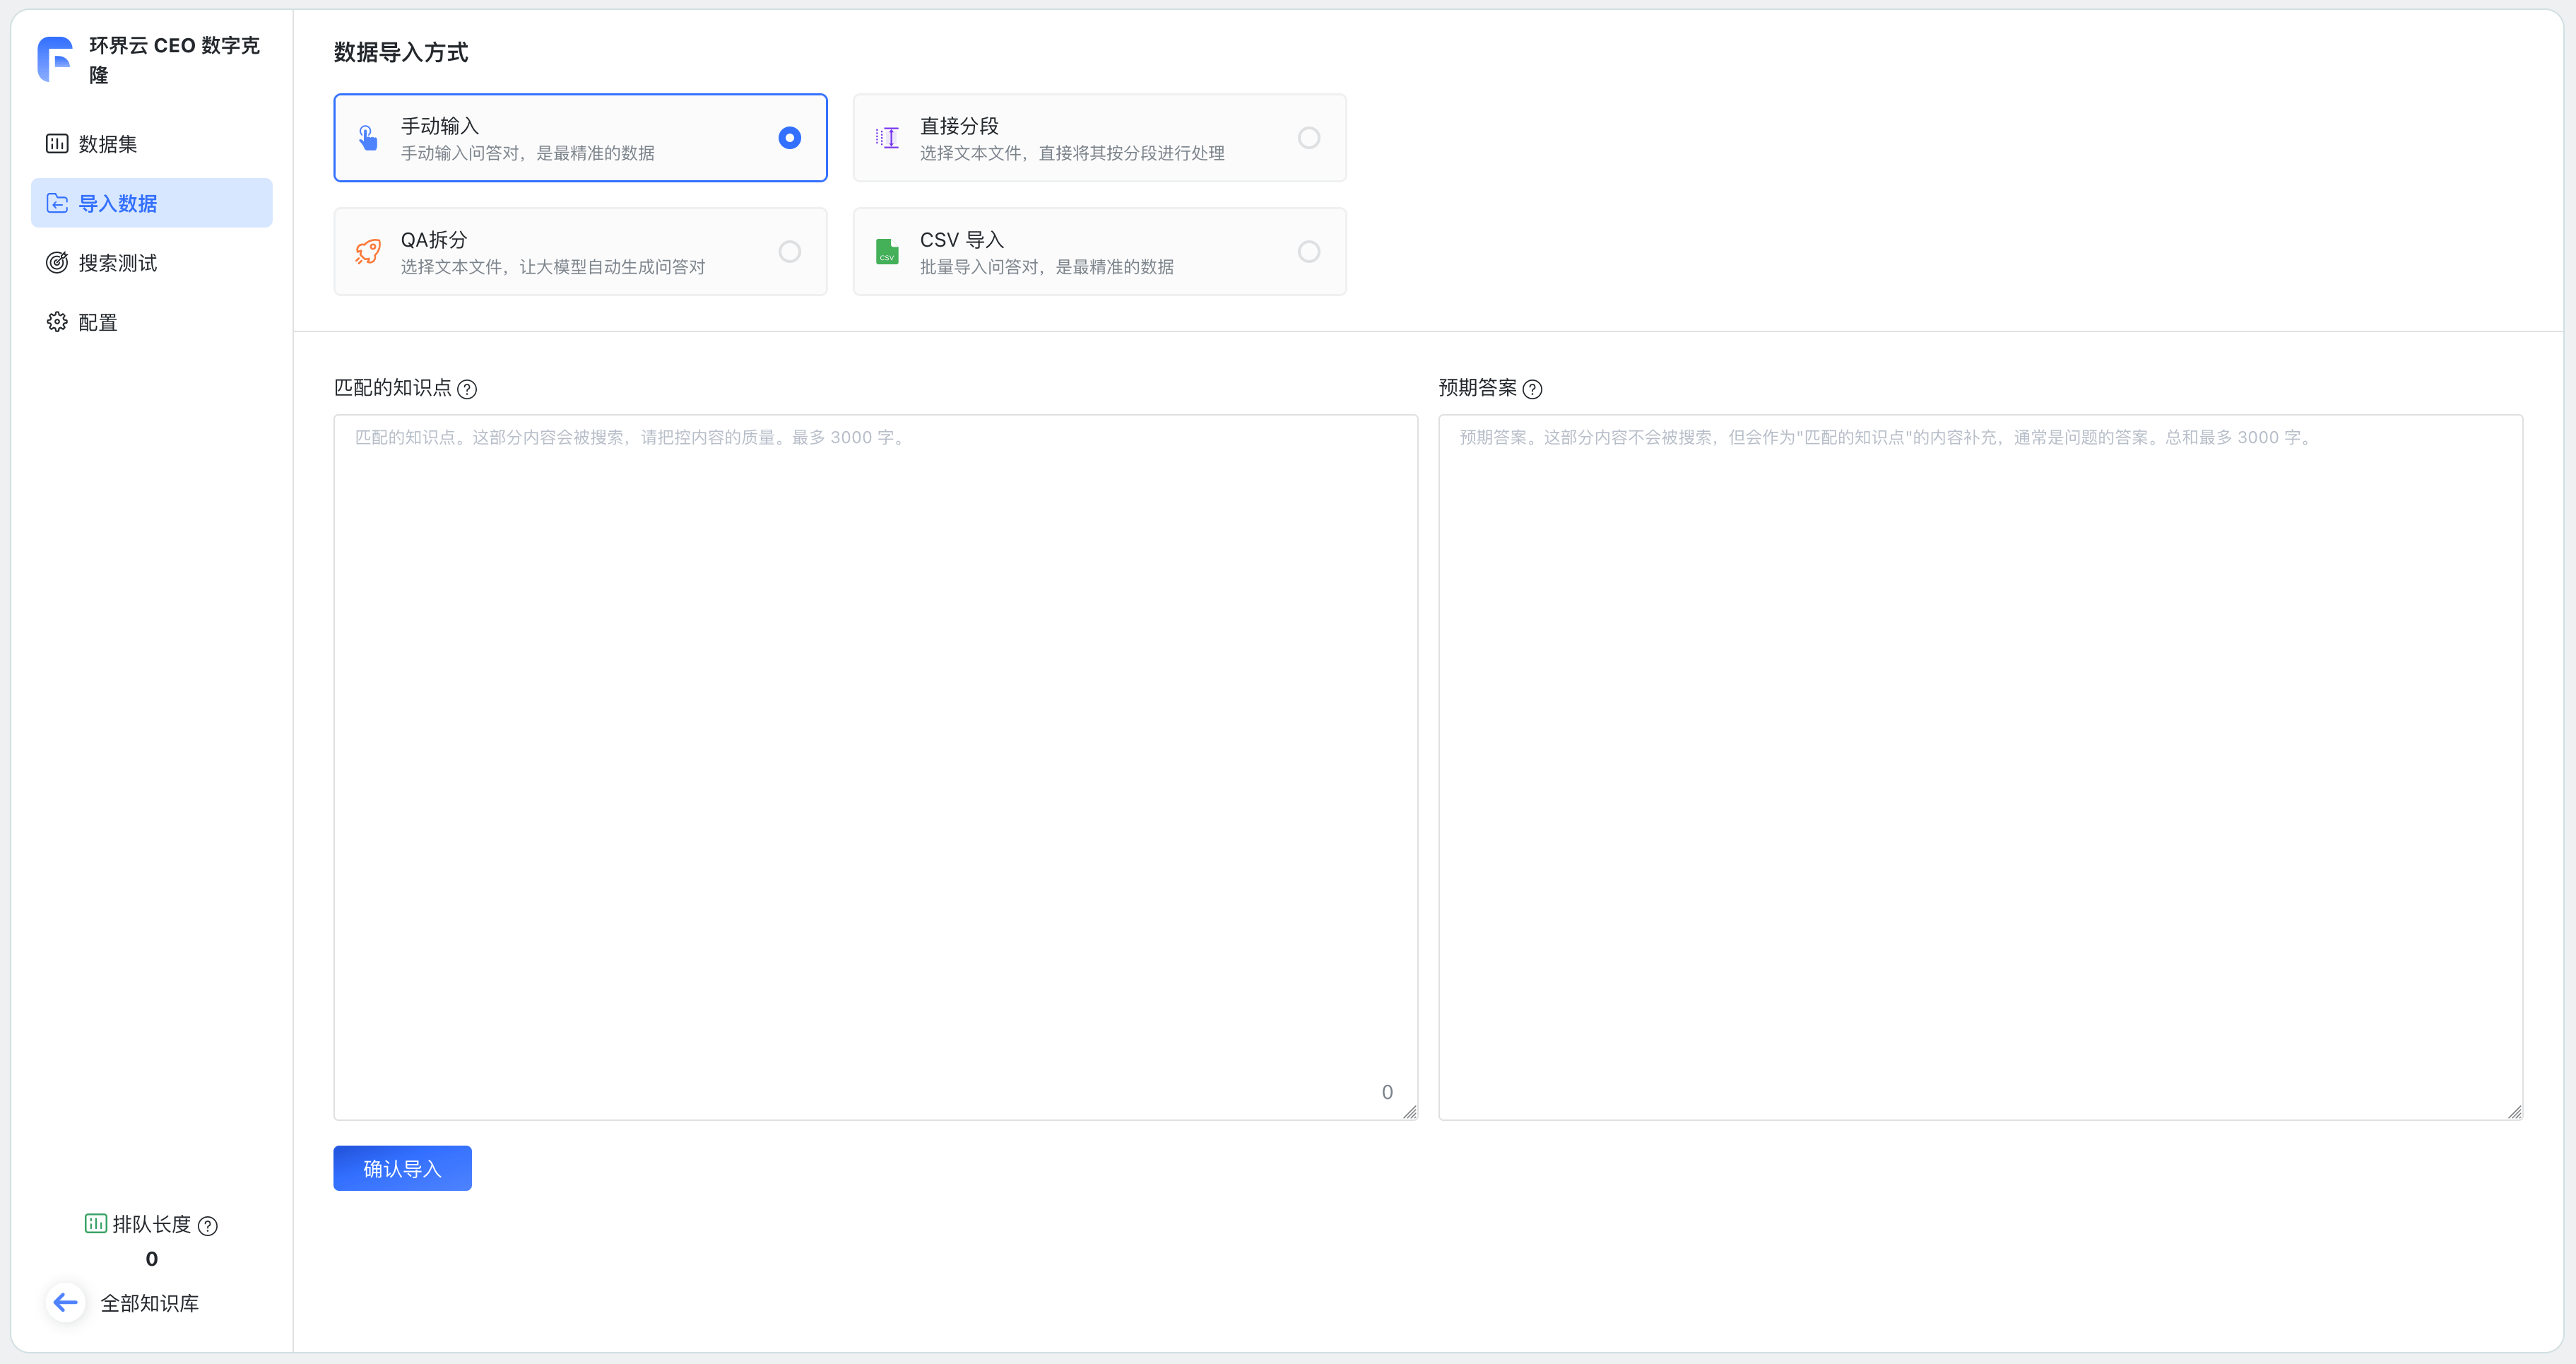 环界云 CEO 数字克
隆
数据集
导入数据
搜索测试
配置
排队长度
0
全部知识库
数据导入方式
手动输入
手动输入问答对，是最精准的数据
直接分段
选择文本文件，直接将其按分段进行处理
QA拆分
选择文本文件，让大模型自动生成问答对
CSV 导入
批量导入问答对，是最精准的数据
CSV
匹配的知识点
匹配的知识点。这部分内容会被搜索，请把控内容的质量。最多 3000 字。
0
预期答案
预期答案。这部分内容不会被搜索，但会作为"匹配的知识点"的内容补充，通常是问题的答案。总和最多 3000 字。
确认导入